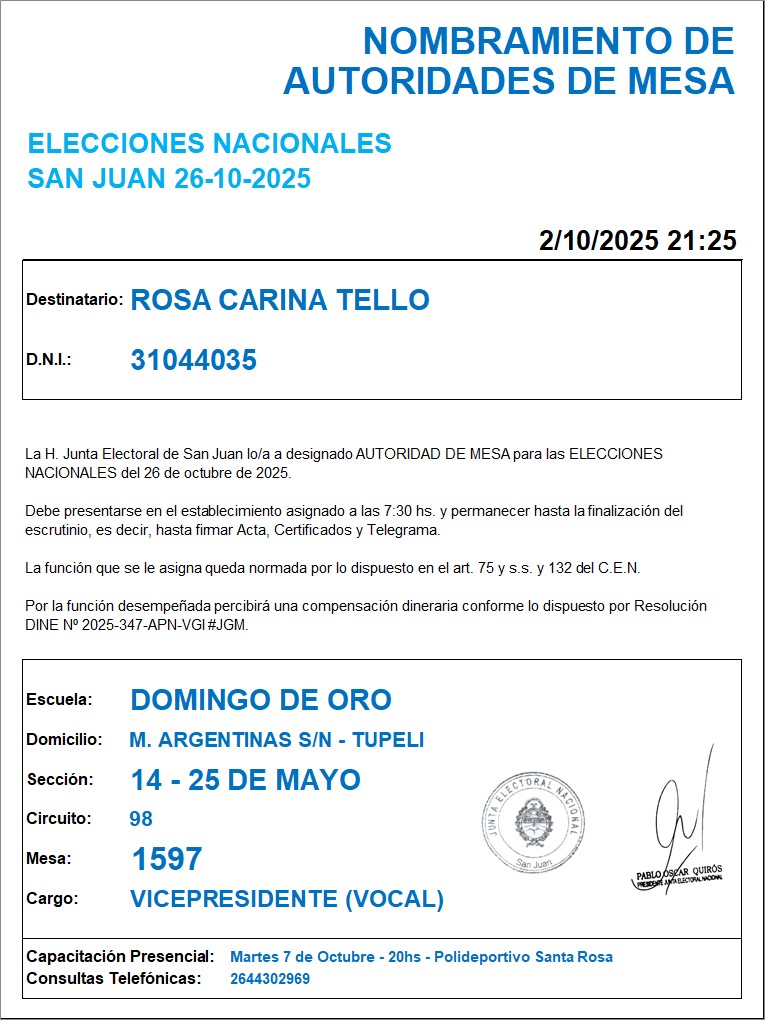 NOMBRAMIENTO DE
AUTORIDADES DE MESA
ELECCIONES NACIONALES
SAN JUAN 26-10-2025
2/10/2025 21:25
Destinatario: ROSA CARINA TELLO
D.N.I.: 31044035
La H. Junta Electoral de San Juan lo/a a designado AUTORIDAD DE MESA para las ELECCIONES
NACIONALES del 26 de octubre de 2025.
Debe presentarse en el establecimiento asignado a las 7:30 hs. y permanecer hasta la finalización del
escrutinio, es decir, hasta firmar Acta, Certificados y Telegrama.
La función que se le asigna queda normada por lo dispuesto en el art. 75 y s.s. y 132 del C.E.N.
Por la función desempeñada percibirá una compensación dineraria conforme lo dispuesto por Resolución
DINE Nº 2025-347-APN-VGI#JGM.
Escuela: DOMINGO DE ORO
Domicilio: M. ARGENTINAS S/N - TUPELI
Sección: 14 - 25 DE MAYO
Circuito: 98
Mesa: 1597
Cargo: VICEPRESIDENTE (VOCAL)
JUNTA ELECTORAL NACIONAL
San Juan
PABLO OSCAR QUIRÓS
PRESIDENTE JUNTA ELECTORAL NACIONAL
Capacitación Presencial: Martes 7 de Octubre - 20hs - Polideportivo Santa Rosa
Consultas Telefónicas: 2644302969